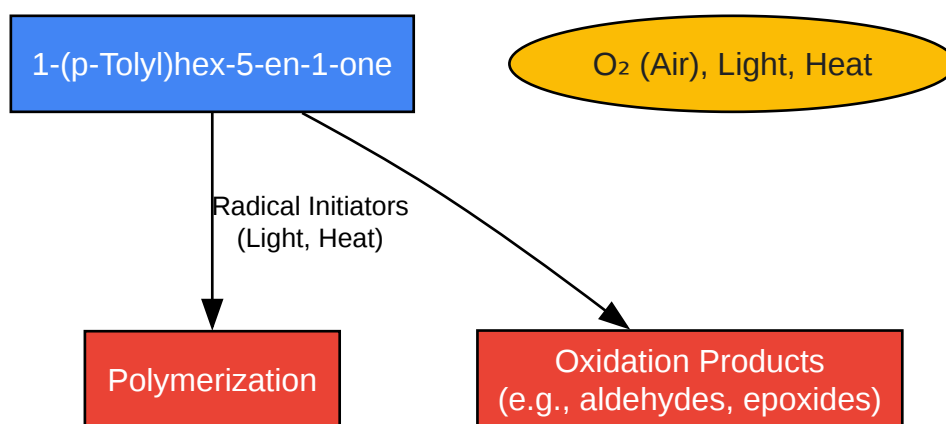 1-(p-Tolyl)hex-5-en-1-one
O₂ (Air), Light, Heat
Radical Initiators
(Light, Heat)
Polymerization
Oxidation Products
(e.g., aldehydes, epoxides)